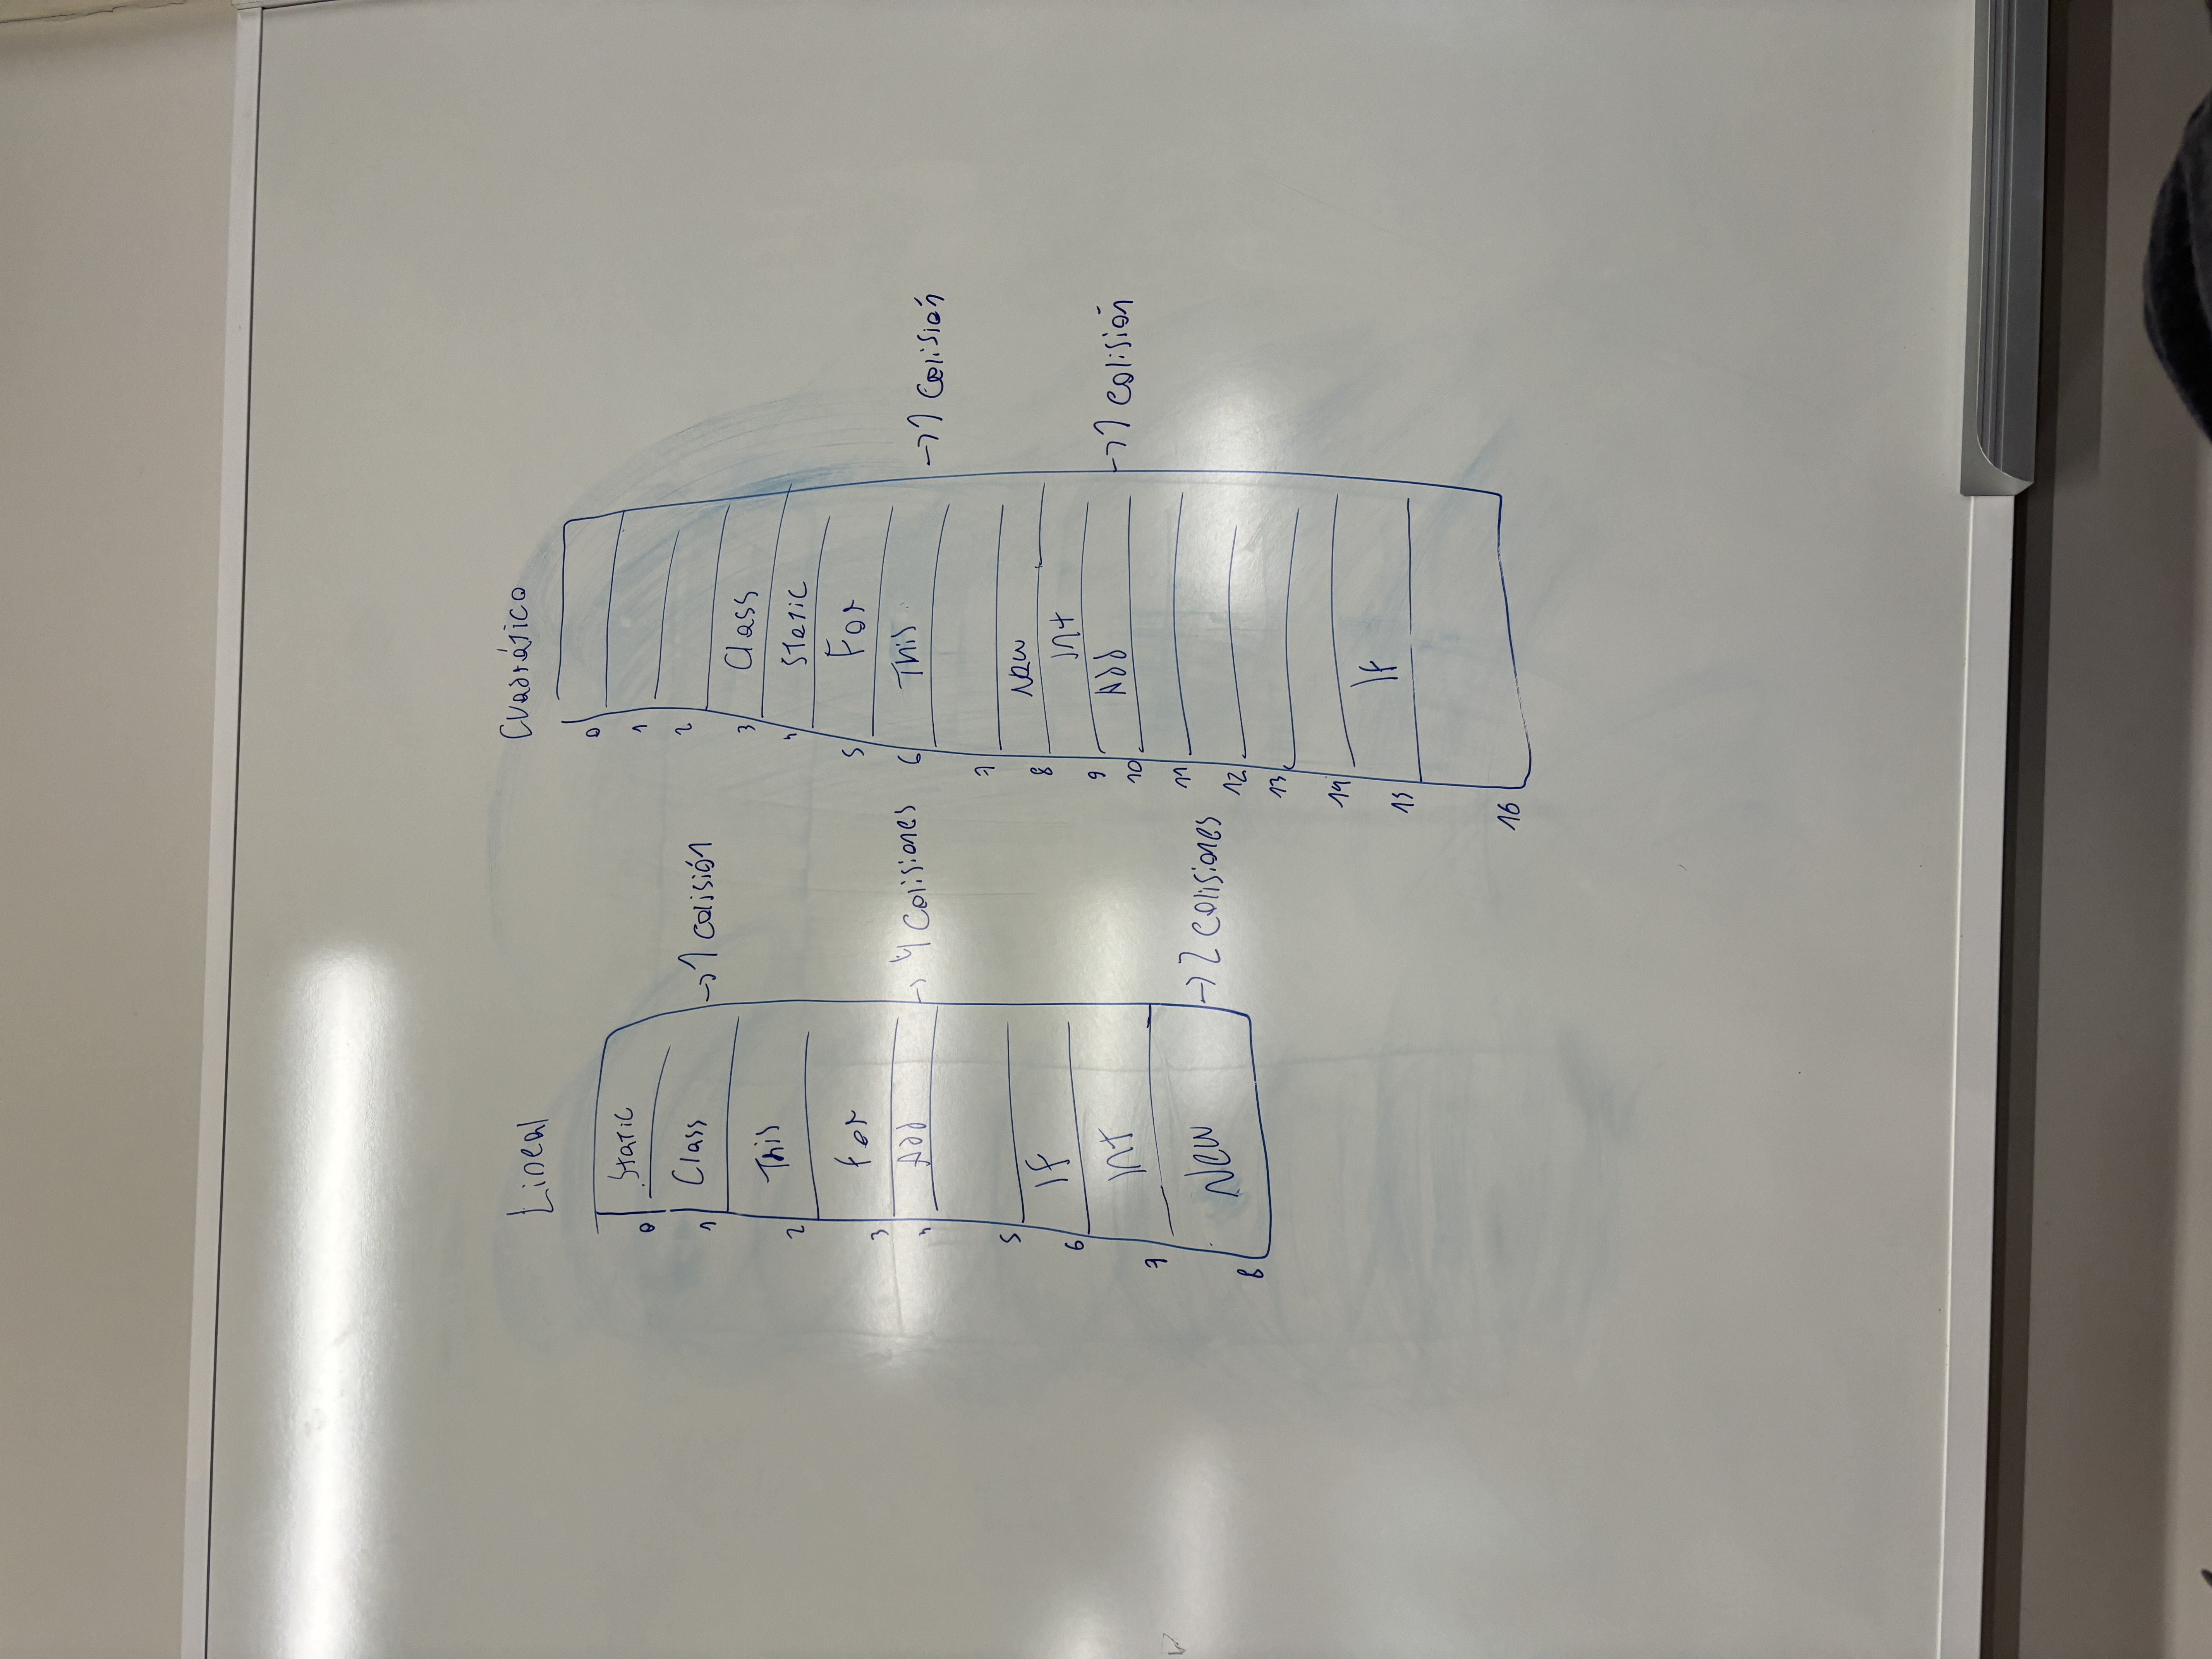 Lineal
0 Static
1 Class → 1 colisión
2 This
3 For
4 Add → 4 colisiones
5
6 If
7 Int
8 New → 2 colisiones
Cuadrático
0
1
2
3 Class
4 Static
5 For
6 This → 1 colisión
7
8 New
9 Int
10 Add → 1 colisión
11
12
13
14
15 If
16